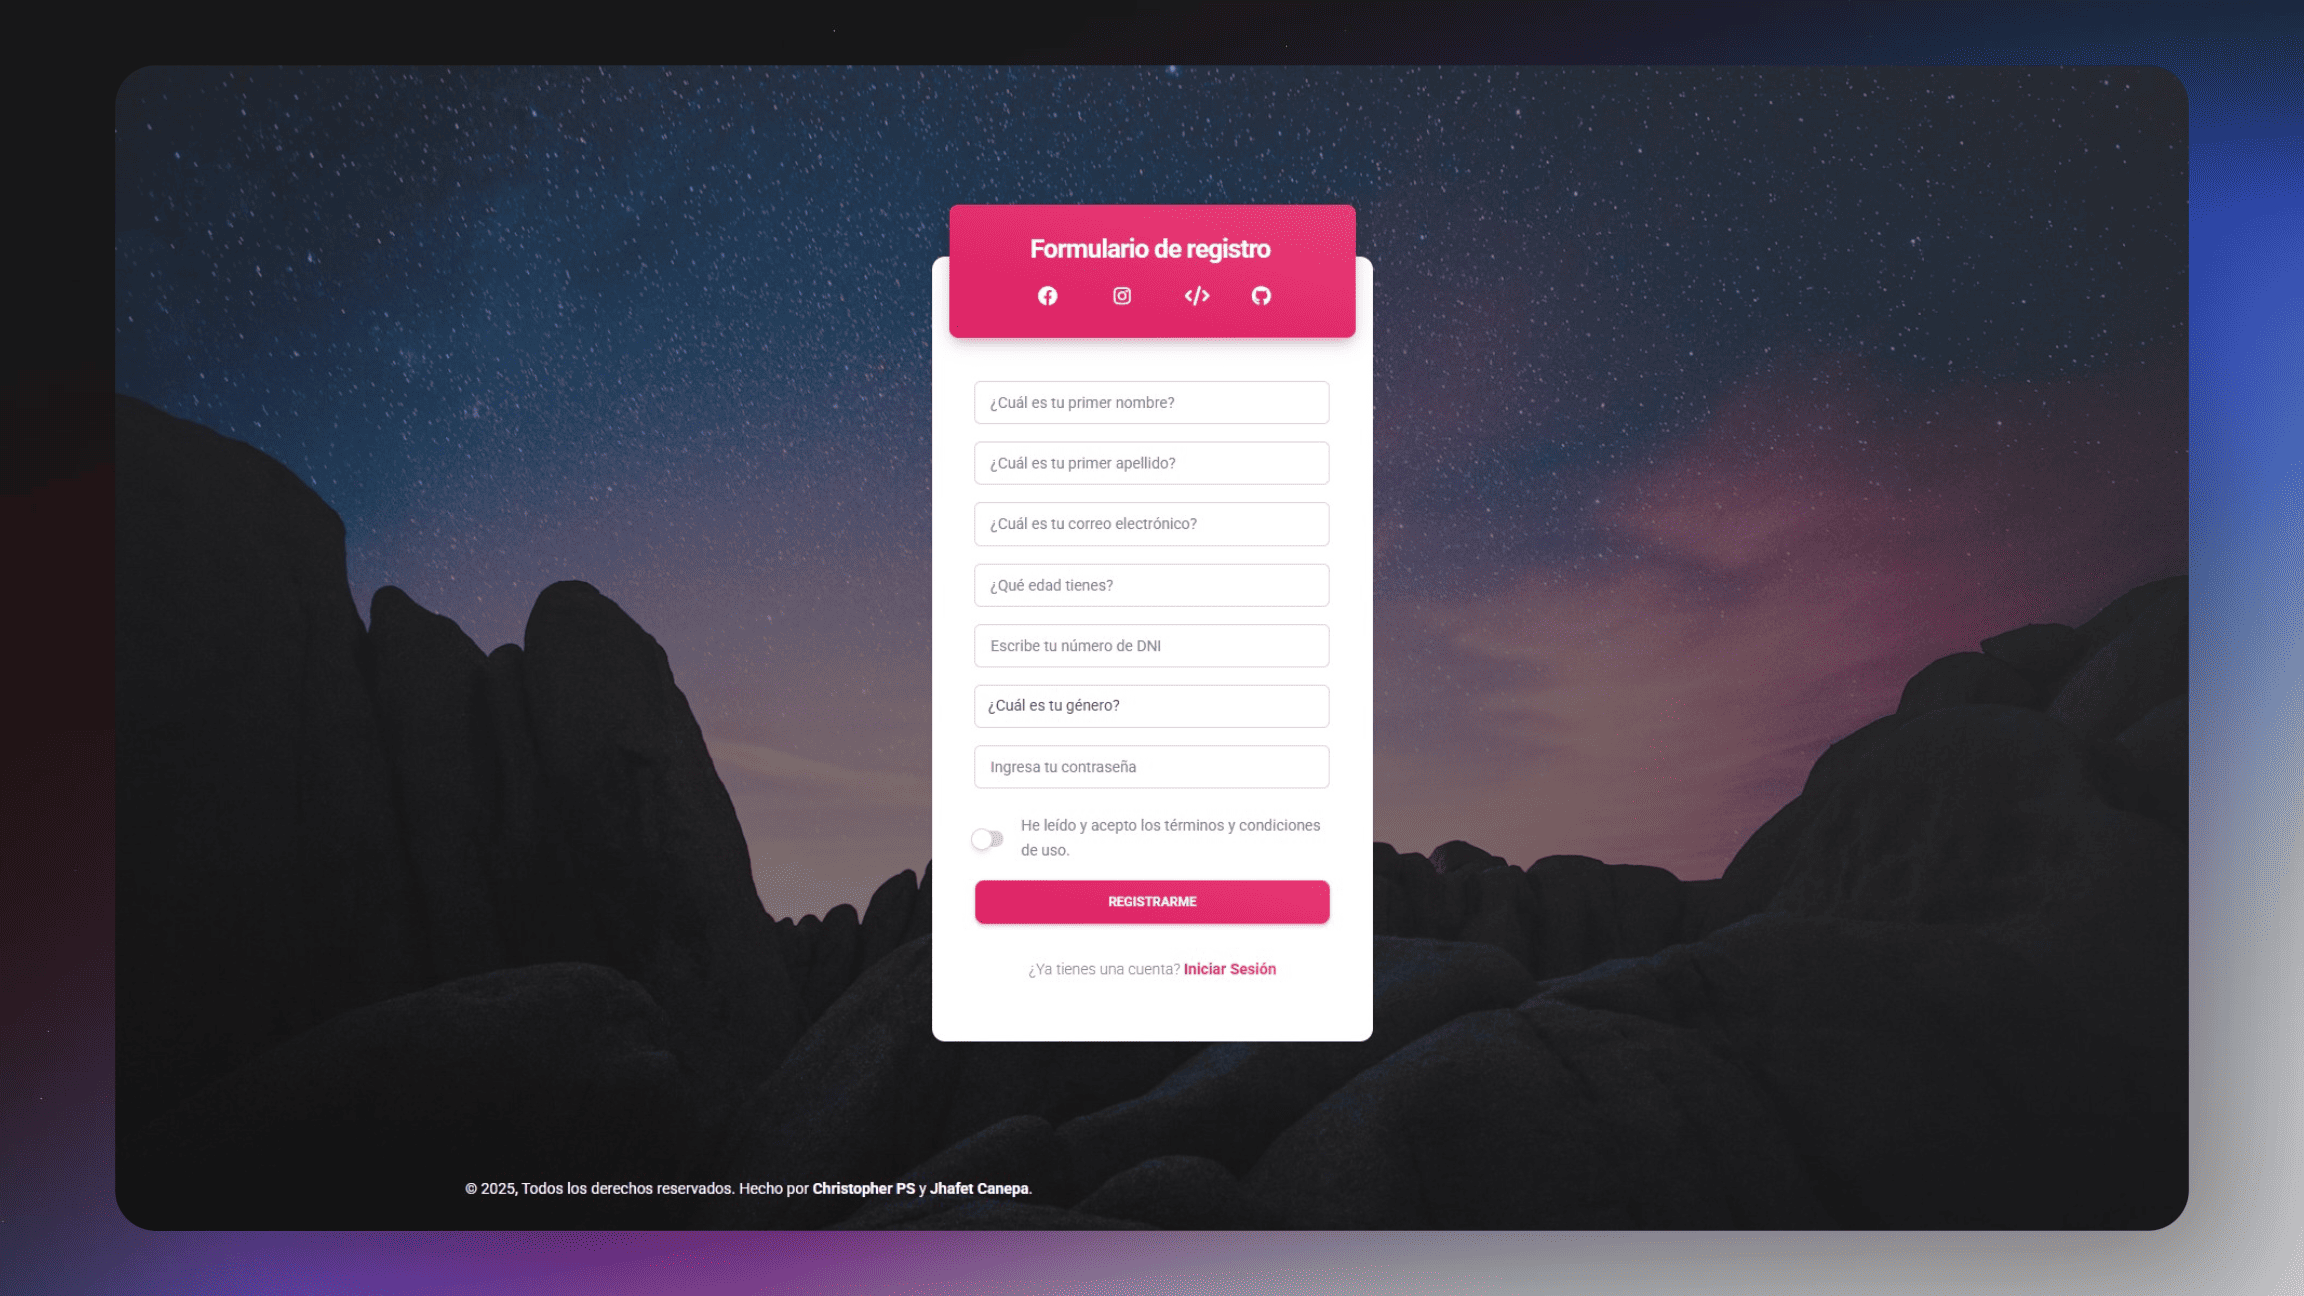 Formulario de registro
¿Cuál es tu primer nombre?
¿Cuál es tu primer apellido?
¿Cuál es tu correo electrónico?
¿Qué edad tienes?
Escribe tu número de DNI
¿Cuál es tu género?
Ingresa tu contraseña
He leído y acepto los términos y condiciones
de uso.
REGISTRARME
¿Ya tienes una cuenta? Iniciar Sesión
© 2025, Todos los derechos reservados. Hecho por Christopher PS y Jhafet Canepa.